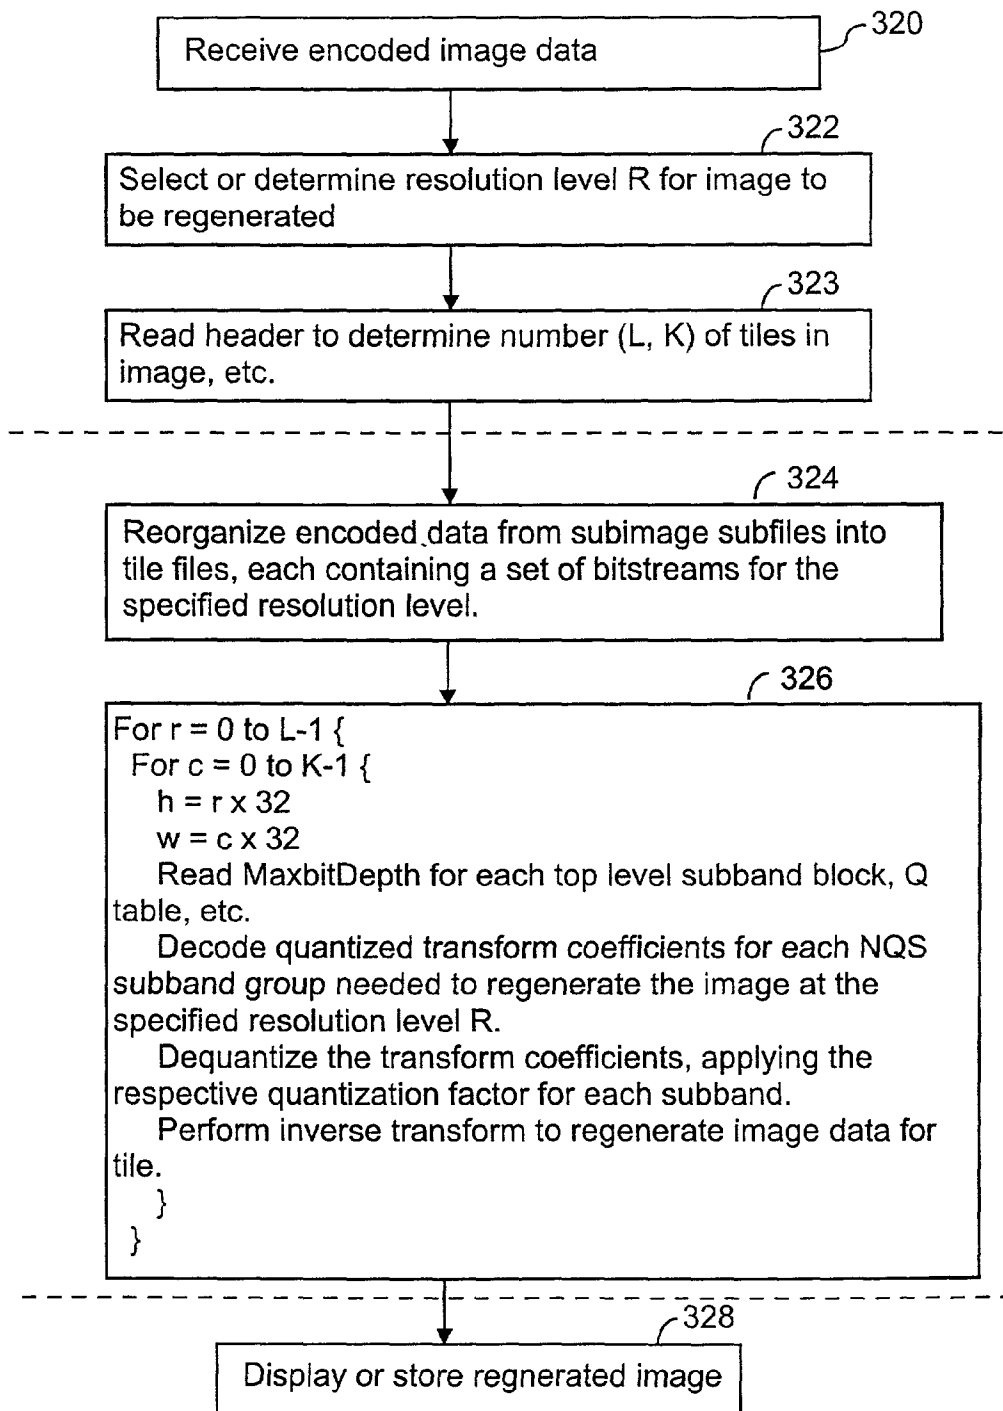 320
Receive encoded image data
322
Select or determine resolution level R for image to
be regenerated
323
Read header to determine number (L, K) of tiles in
image, etc.
324
Reorganize encoded data from subimage subfiles into
tile files, each containing a set of bitstreams for the
specified resolution level.
326
For r = 0 to L-1 {
For c = 0 to K-1 {
h = r x 32
w = c x 32
Read MaxbitDepth for each top level subband block, Q
table, etc.
Decode quantized transform coefficients for each NQS
subband group needed to regenerate the image at the
specified resolution level R.
Dequantize the transform coefficients, applying the
respective quantization factor for each subband.
Perform inverse transform to regenerate image data for
tile.
}
}
328
Display or store regnerated image